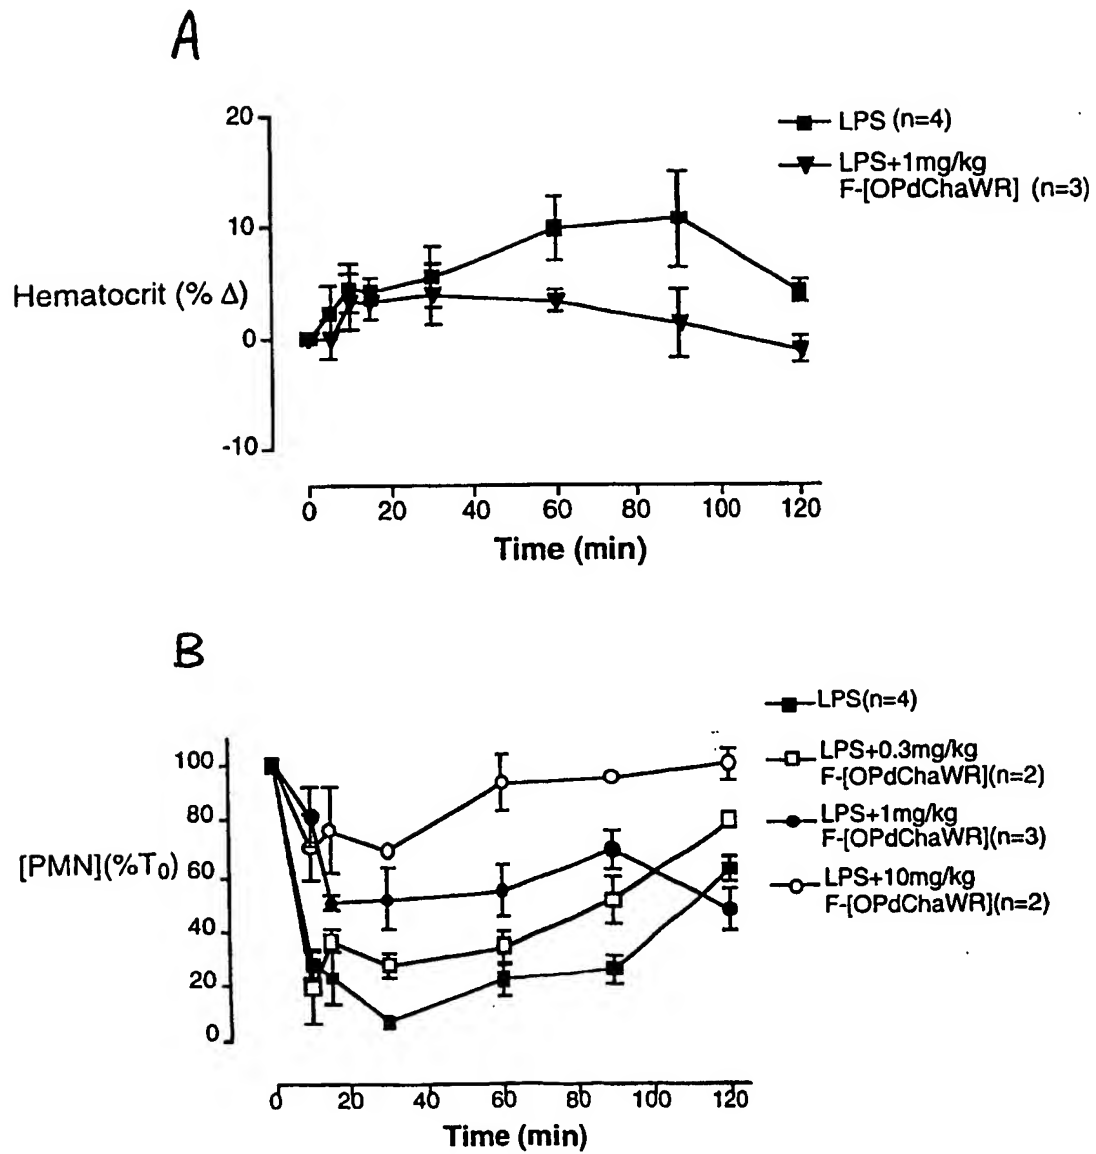 A
20
10
Hematocrit (% Δ)
0
-10
0 20 40 60 80 100 120
Time (min)
LPS (n=4)
LPS+1mg/kg
F-[OPdChaWR] (n=3)
B
100
80
[PMN](%T0)
60
40
20
0
0 20 40 60 80 100 120
Time (min)
LPS(n=4)
LPS+0.3mg/kg
F-[OPdChaWR](n=2)
LPS+1mg/kg
F-[OPdChaWR](n=3)
LPS+10mg/kg
F-[OPdChaWR](n=2)